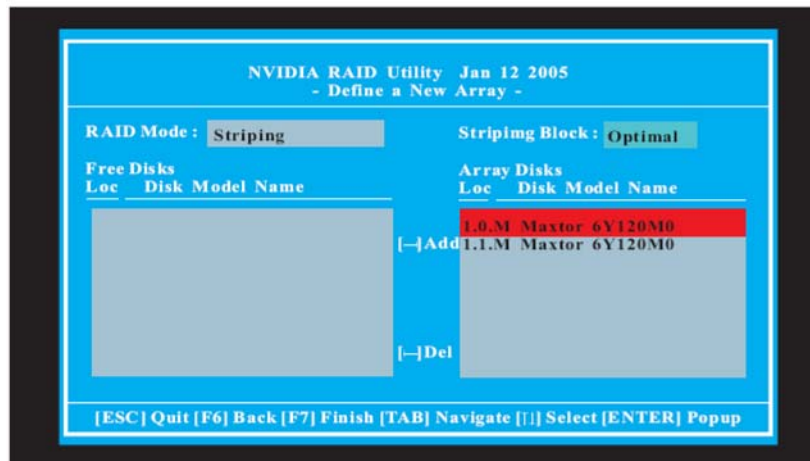 NVIDIA RAID Utility Jan 12 2005
- Define a New Array -
RAID Mode : Striping
Stripimg Block : Optimal
Free Disks
Loc Disk Model Name
Array Disks
Loc Disk Model Name
1.0.M Maxtor 6Y120M0
[—]Add
1.1.M Maxtor 6Y120M0
[—]Del
[ESC] Quit [F6] Back [F7] Finish [TAB] Navigate [↑↓] Select [ENTER] Popup